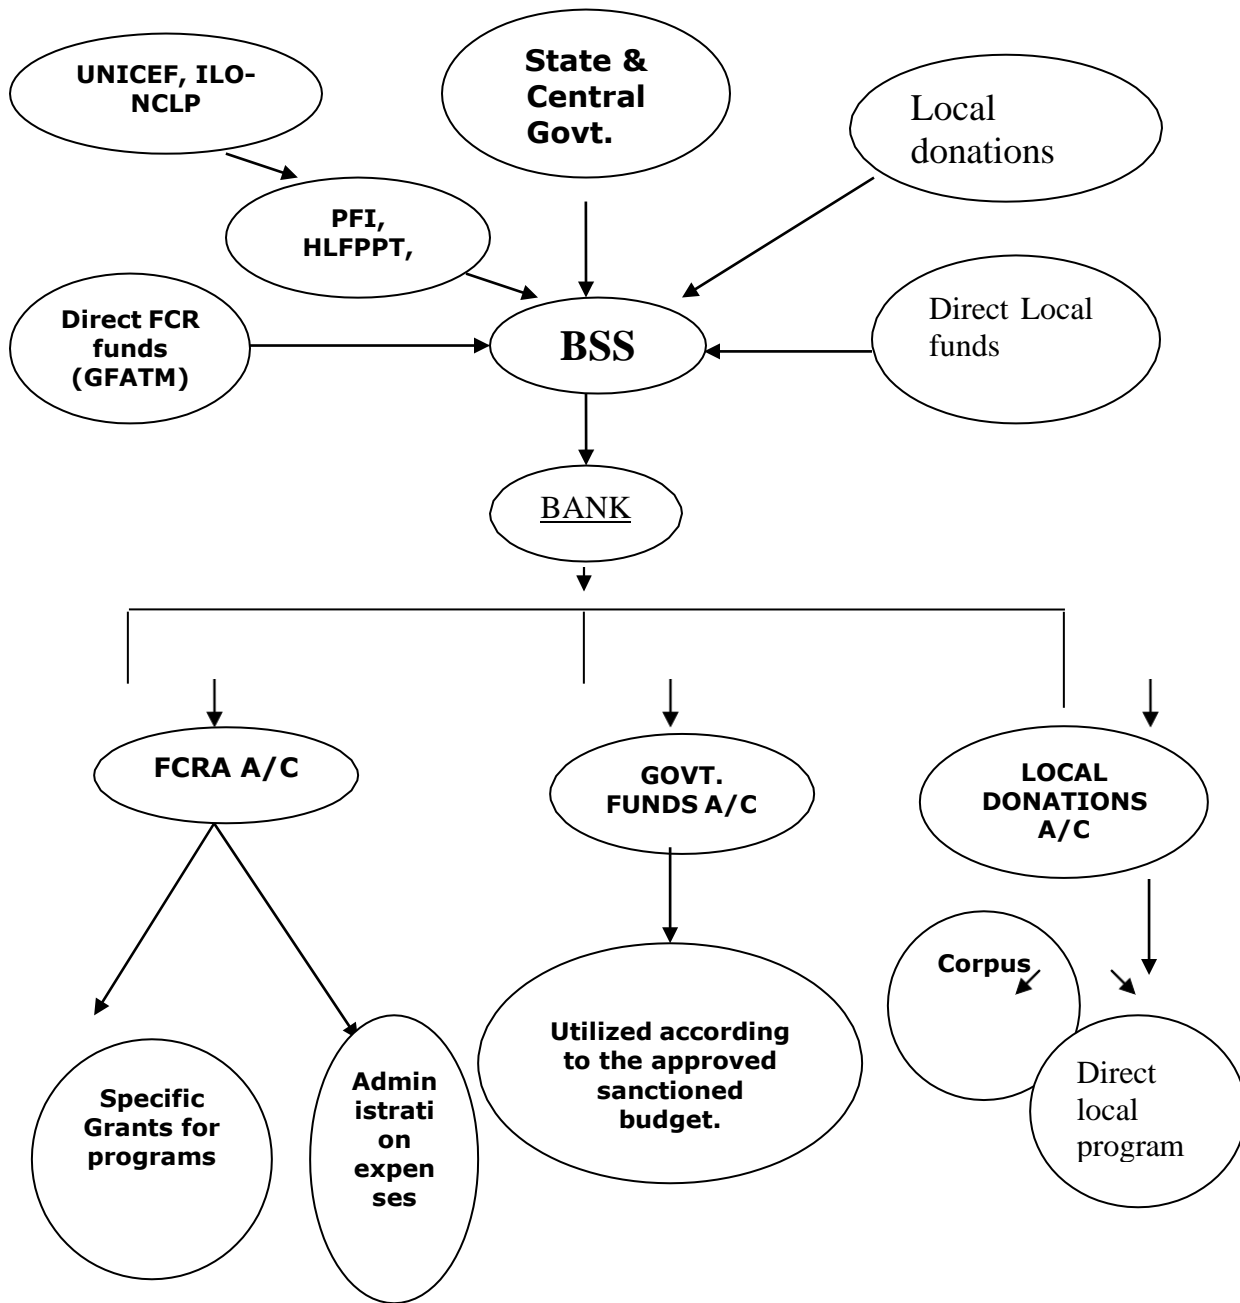 UNICEF, ILO-
NCLP
State &
Central
Govt.
Local
donations
PFI,
HLFPPT,
Direct FCR
funds
(GFATM)
BSS
Direct Local
funds
BANK
FCRA A/C
GOVT.
FUNDS A/C
LOCAL
DONATIONS
A/C
Specific
Grants for
programs
Admin
istrati
on
expen
ses
Utilized according
to the approved
sanctioned
budget.
Corpus
Direct
local
program